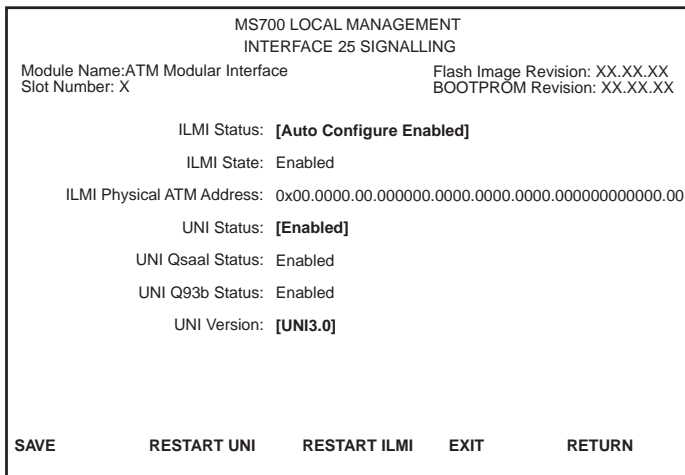 MS700 LOCAL MANAGEMENT
INTERFACE 25 SIGNALLING
Module Name:ATM Modular Interface Flash Image Revision: XX.XX.XX
Slot Number: X BOOTPROM Revision: XX.XX.XX
ILMI Status: [Auto Configure Enabled]
ILMI State: Enabled
ILMI Physical ATM Address: 0x00.0000.00.000000.0000.0000.0000.000000000000.00
UNI Status: [Enabled]
UNI Qsaal Status: Enabled
UNI Q93b Status: Enabled
UNI Version: [UNI3.0]
SAVE RESTART UNI RESTART ILMI EXIT RETURN